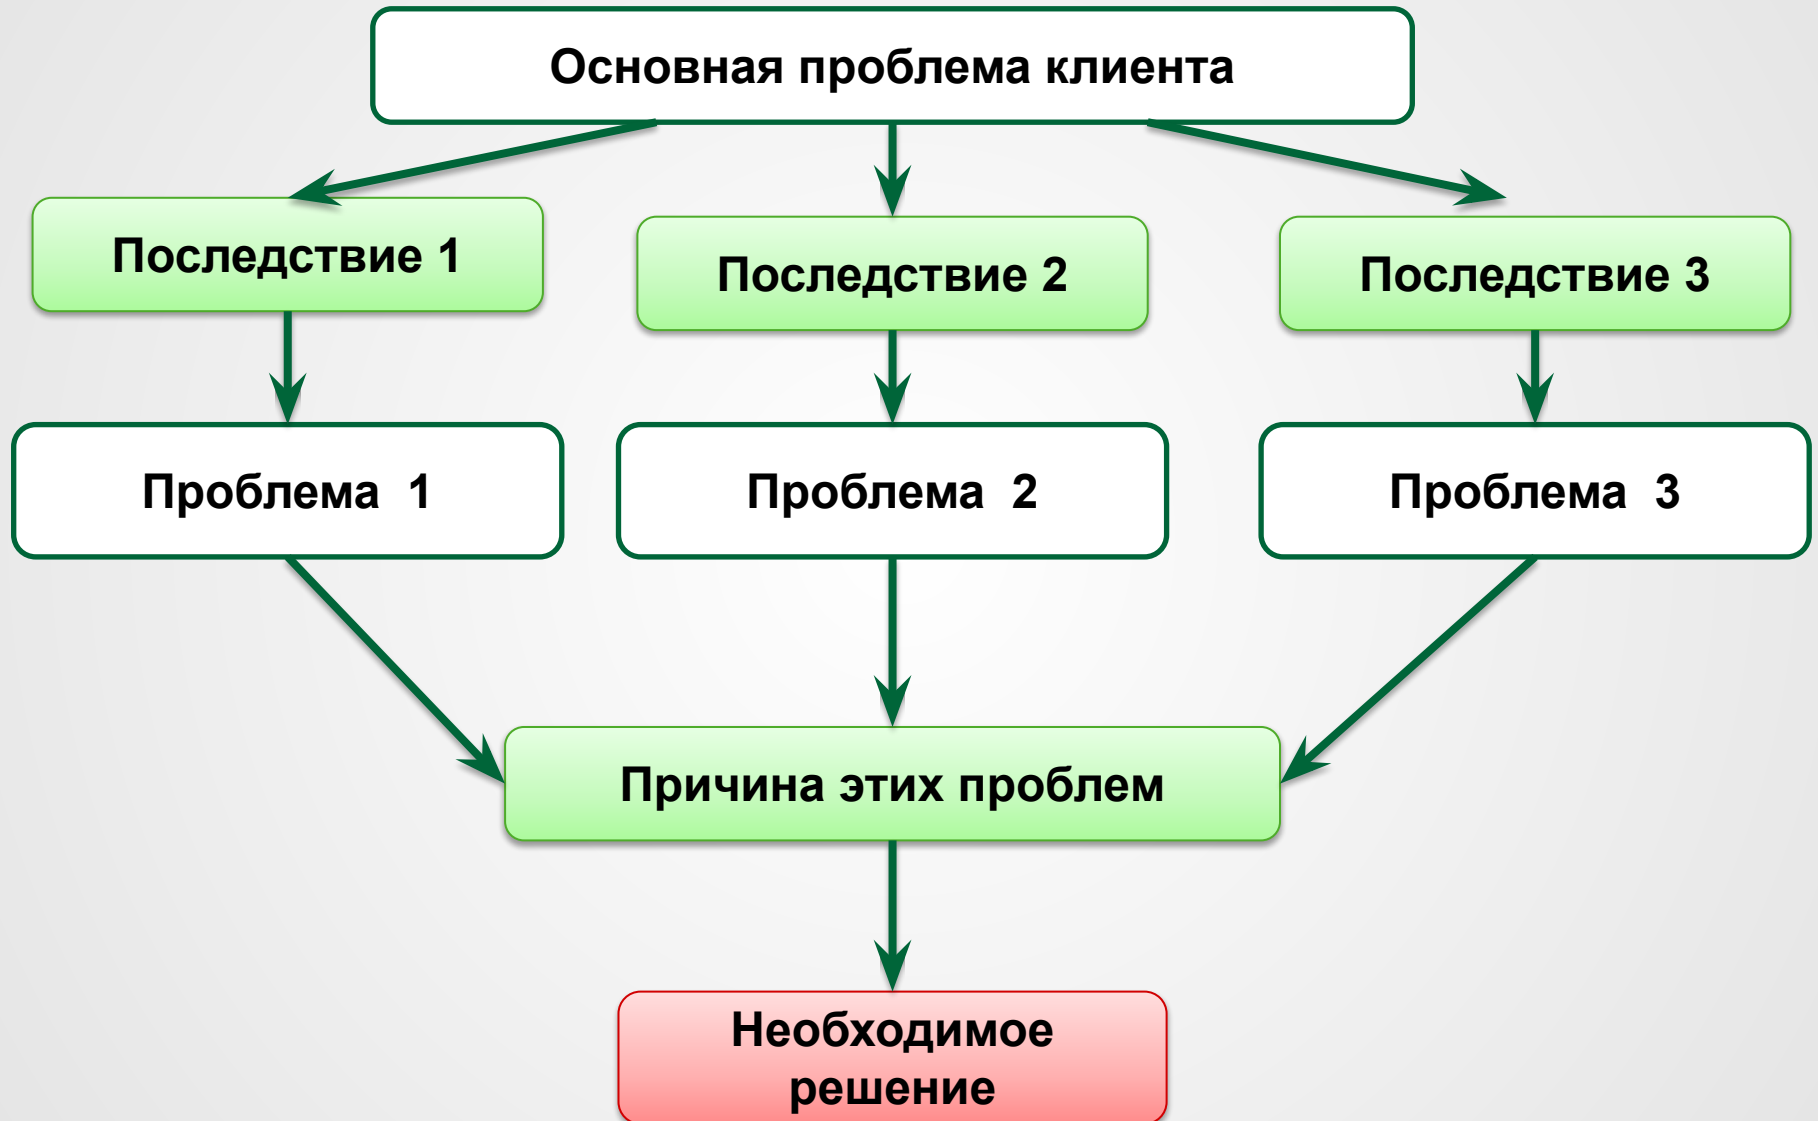 Основная проблема клиента
Последствие 1
Последствие 2
Последствие 3
Проблема  1
Проблема  2
Проблема  3
Причина этих проблем
Необходимое
решение